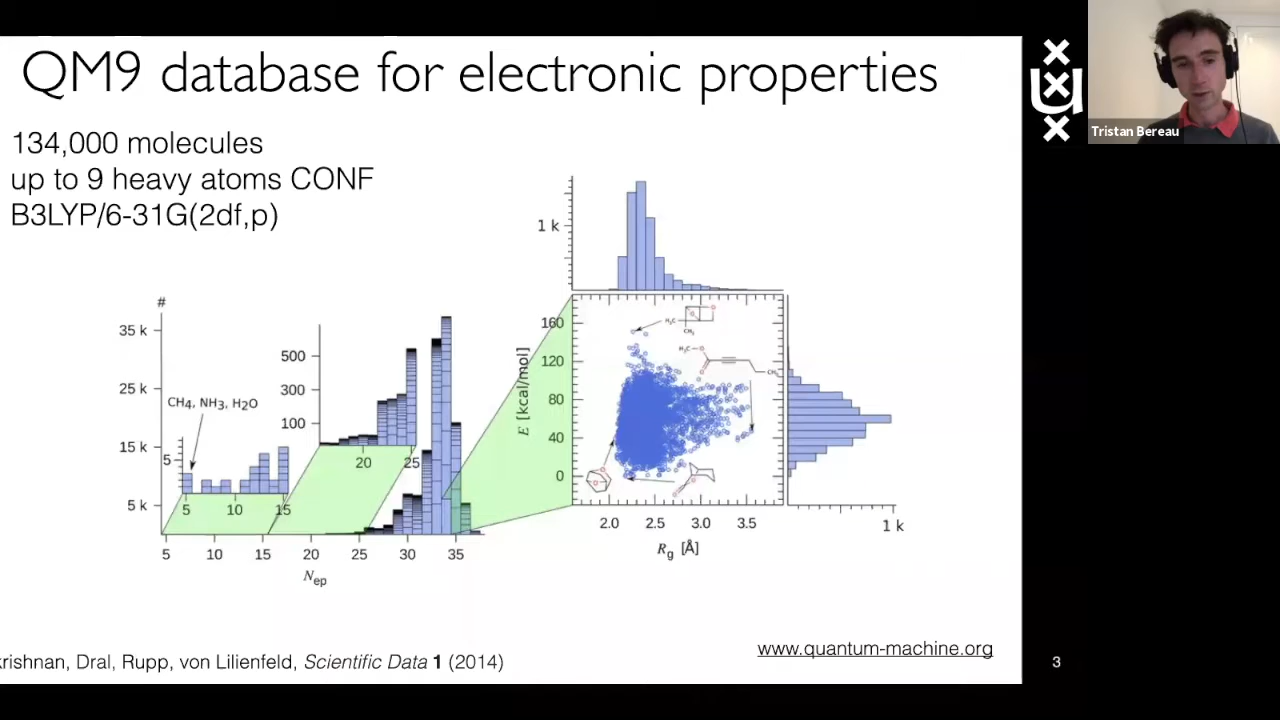 QM9 database for electronic properties
Tristan Bereau
134,000 molecules
up to 9 heavy atoms CONF
B3LYP/6-31G(2df,p)
#
35 k
25 k
15 k
5 k
CH4, NH3, H2O
5
5 10 15
500
300
100
20 25
5 10 15 20 25 30 35
Nep
1 k
E [kcal/mol]
160
120
80
40
0
H3C
CH3
O
O
H3C
O
O
CH3
2.0 2.5 3.0 3.5
Rg [Å]
1 k
krishnan, Dral, Rupp, von Lilienfeld, Scientific Data 1 (2014)
www.quantum-machine.org
3